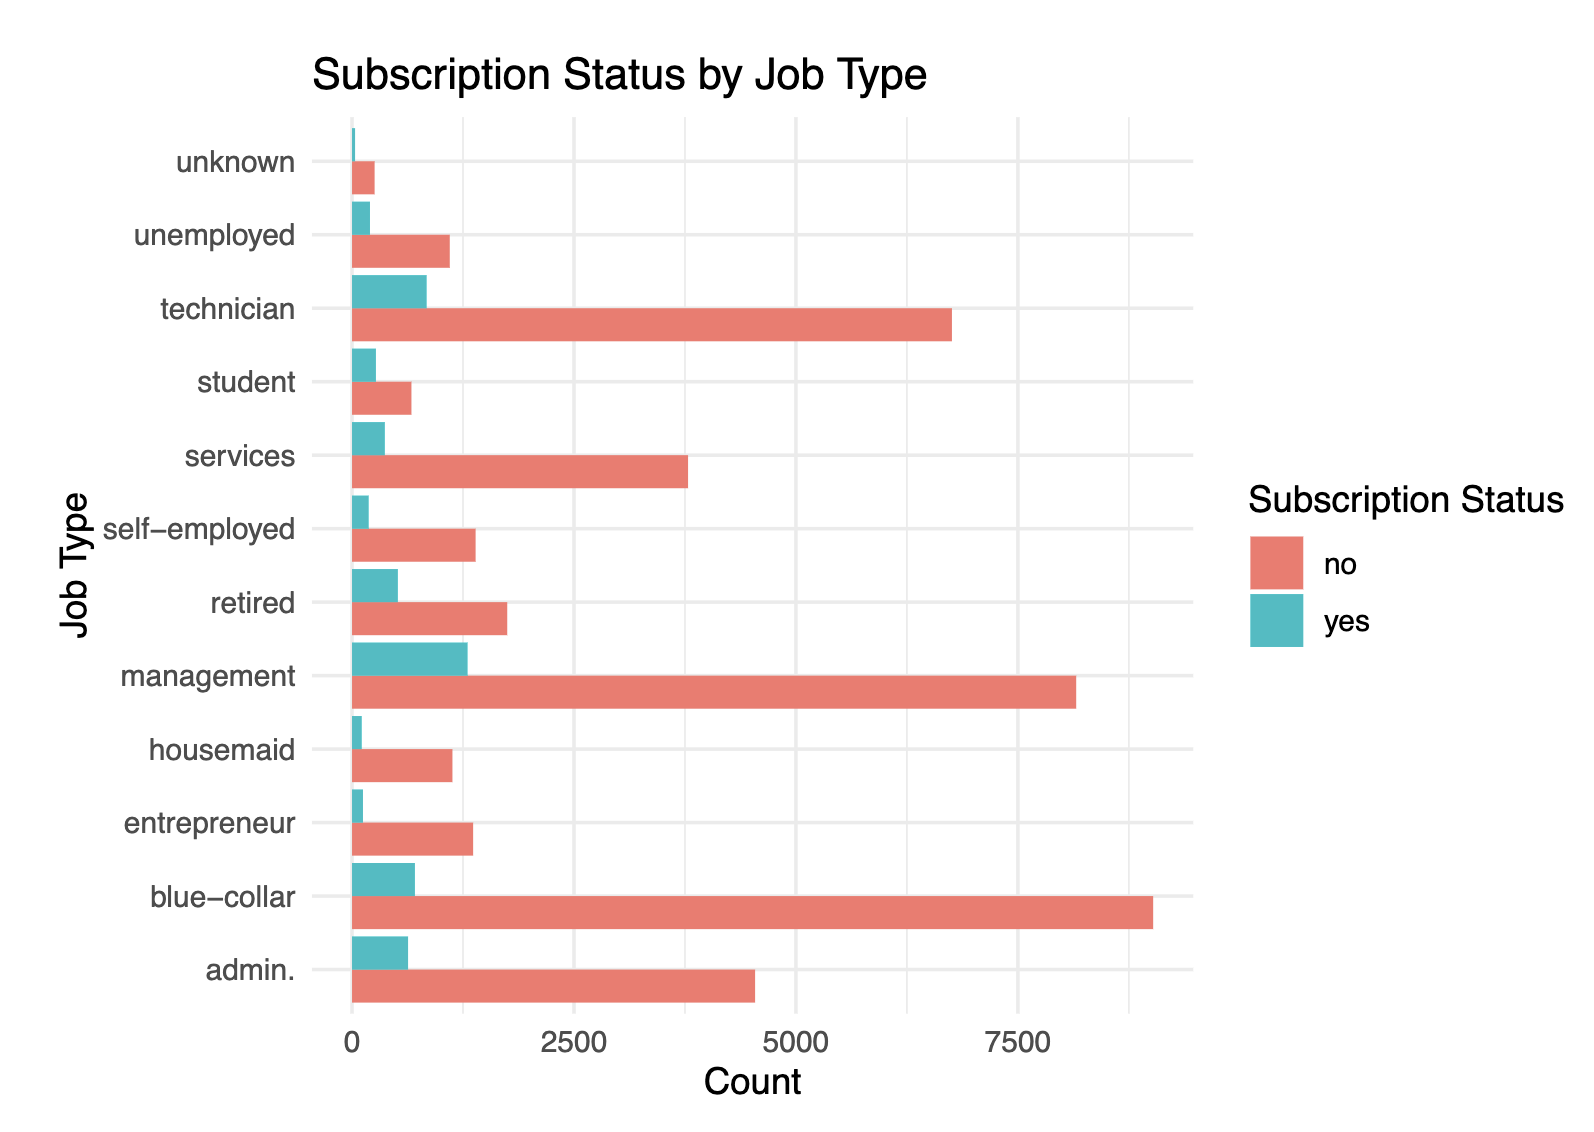 Subscription Status by Job Type
unknown
unemployed
technician
student
services
self−employed
retired
management
housemaid
entrepreneur
blue−collar
admin.
Job Type
0 2500 5000 7500
Count
Subscription Status
no
yes